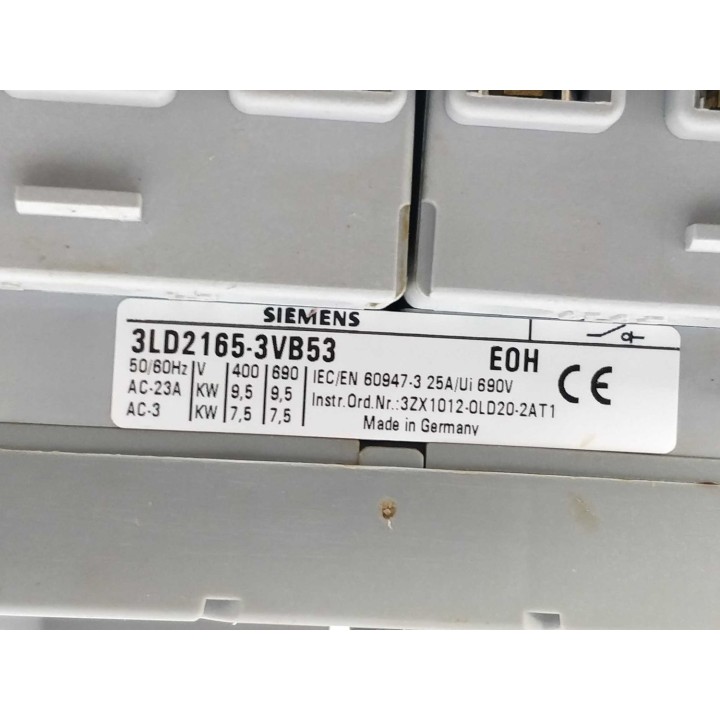 SIEMENS
3LD2165-3VB53 E0H
50/60Hz V 400 690 IEC/EN 60947-3 25A/Ui 690V CE
AC-23A KW 9,5 9,5 Instr.Ord.Nr.:3ZX1012-0LD20-2AT1
AC-3 KW 7,5 7,5 Made in Germany